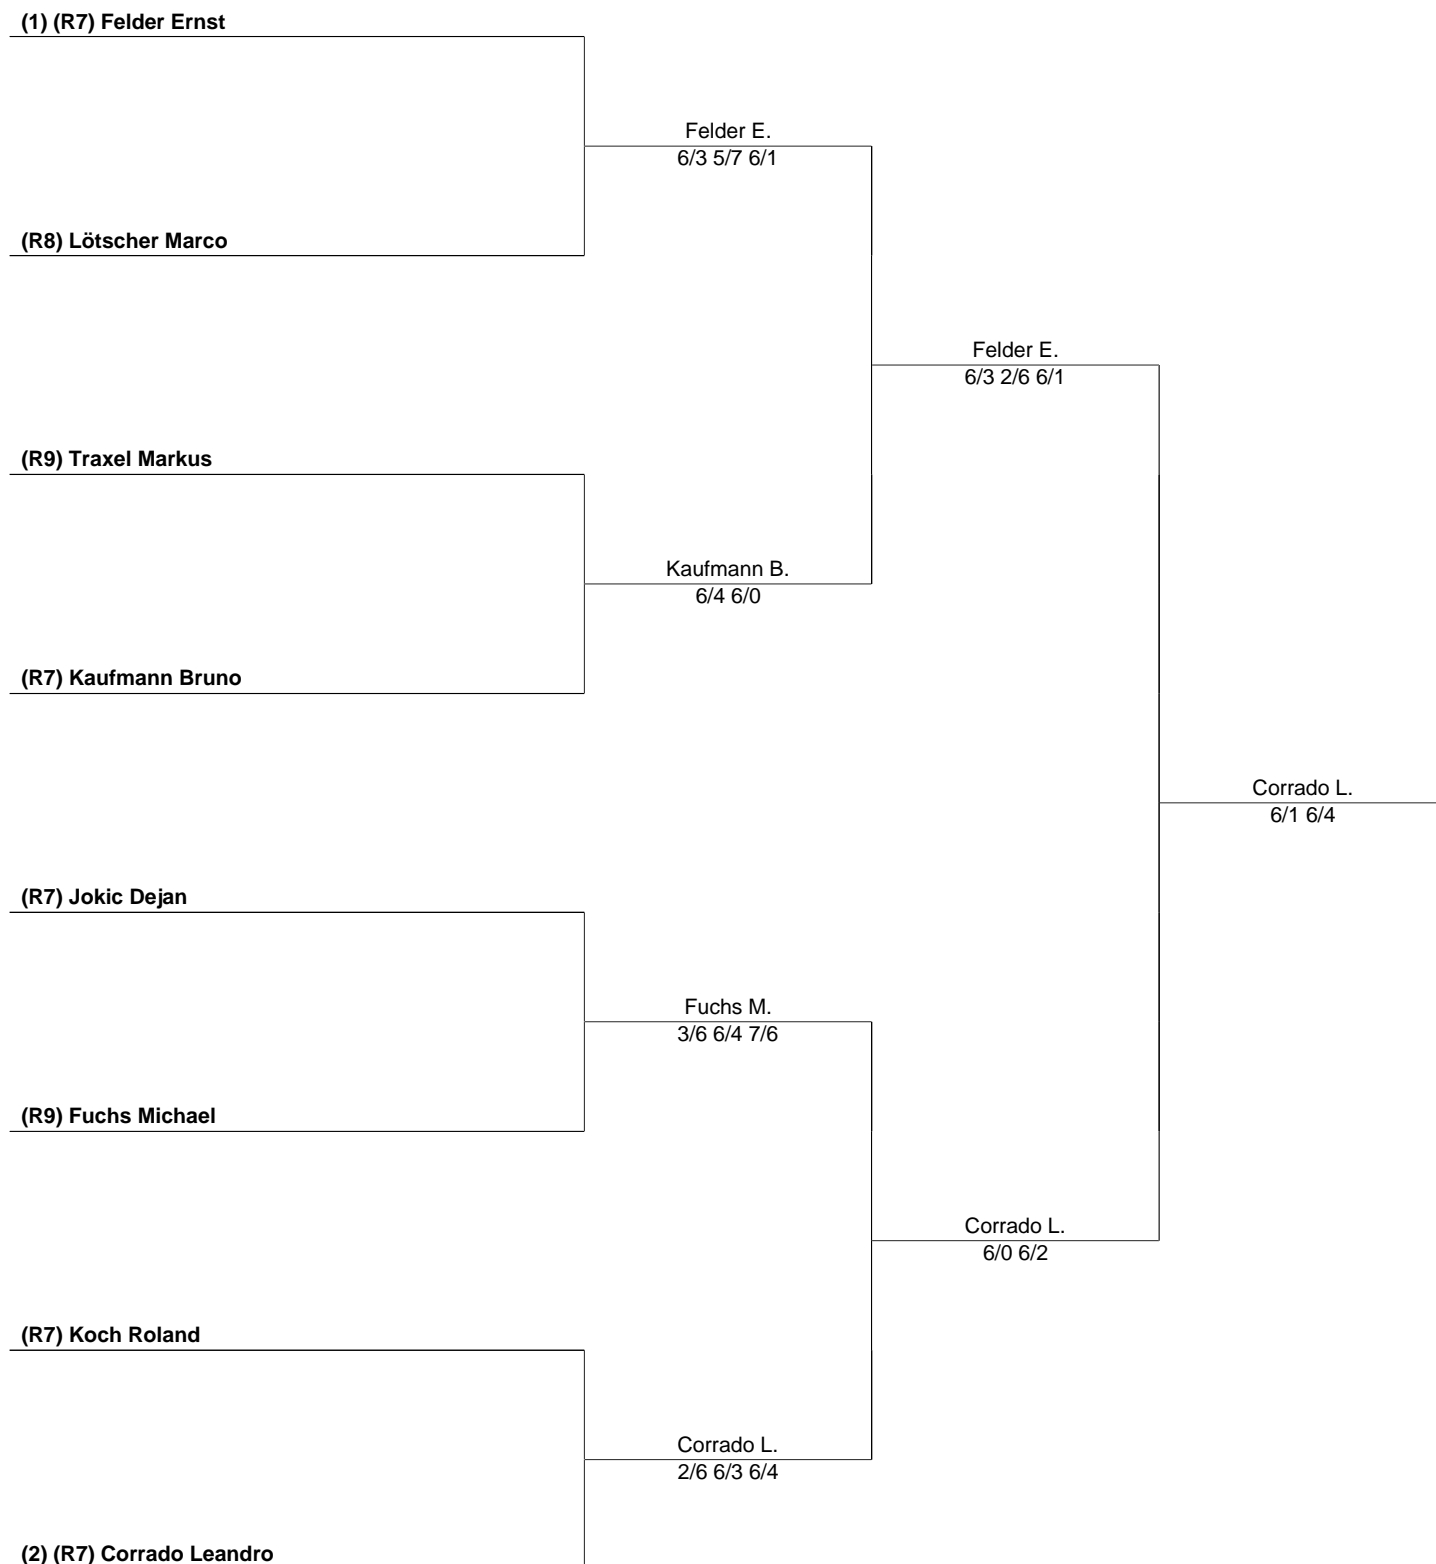 (1) (R7) Felder Ernst
Felder E.
6/3 5/7 6/1
(R8) Lötscher Marco
Felder E.
6/3 2/6 6/1
(R9) Traxel Markus
Kaufmann B.
6/4 6/0
(R7) Kaufmann Bruno
Corrado L.
6/1 6/4
(R7) Jokic Dejan
Fuchs M.
3/6 6/4 7/6
(R9) Fuchs Michael
Corrado L.
6/0 6/2
(R7) Koch Roland
Corrado L.
2/6 6/3 6/4
(2) (R7) Corrado Leandro